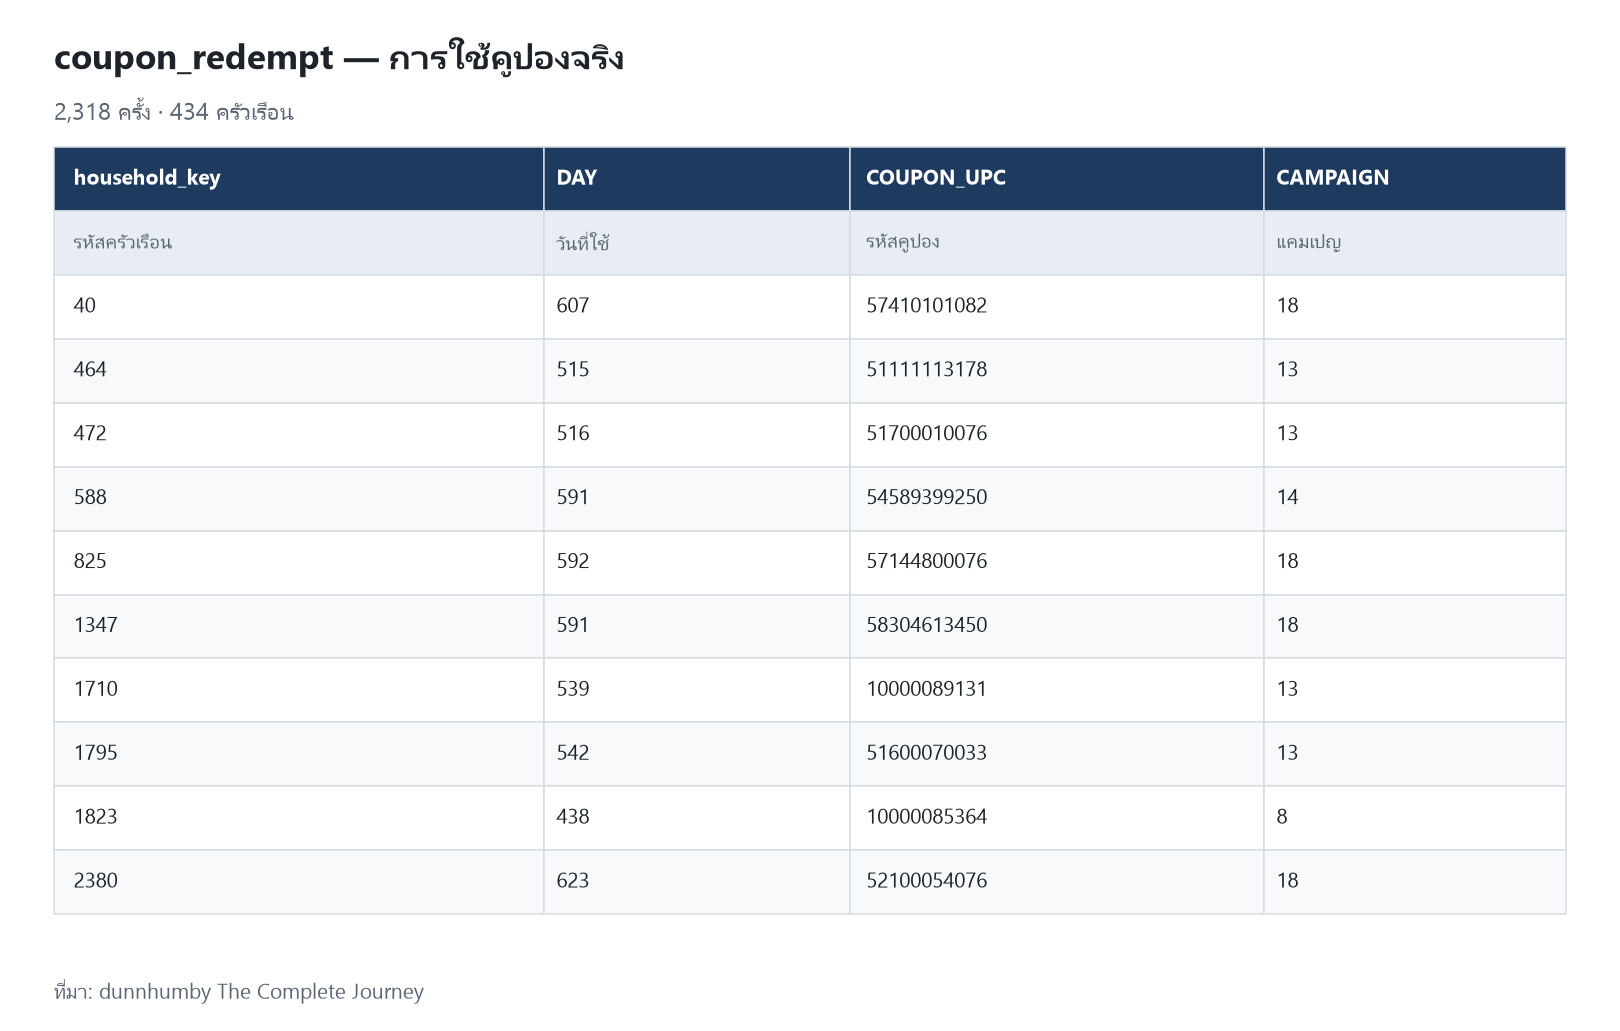 coupon_redempt — การใช้คูปองจริง
2,318 ครั้ง · 434 ครัวเรือน
household_key DAY COUPON_UPC CAMPAIGN
รหัสครัวเรือน วันที่ใช้ รหัสคูปอง แคมเปญ
40 607 57410101082 18
464 515 51111113178 13
472 516 51700010076 13
588 591 54589399250 14
825 592 57144800076 18
1347 591 58304613450 18
1710 539 10000089131 13
1795 542 51600070033 13
1823 438 10000085364 8
2380 623 52100054076 18
ที่มา: dunnhumby The Complete Journey